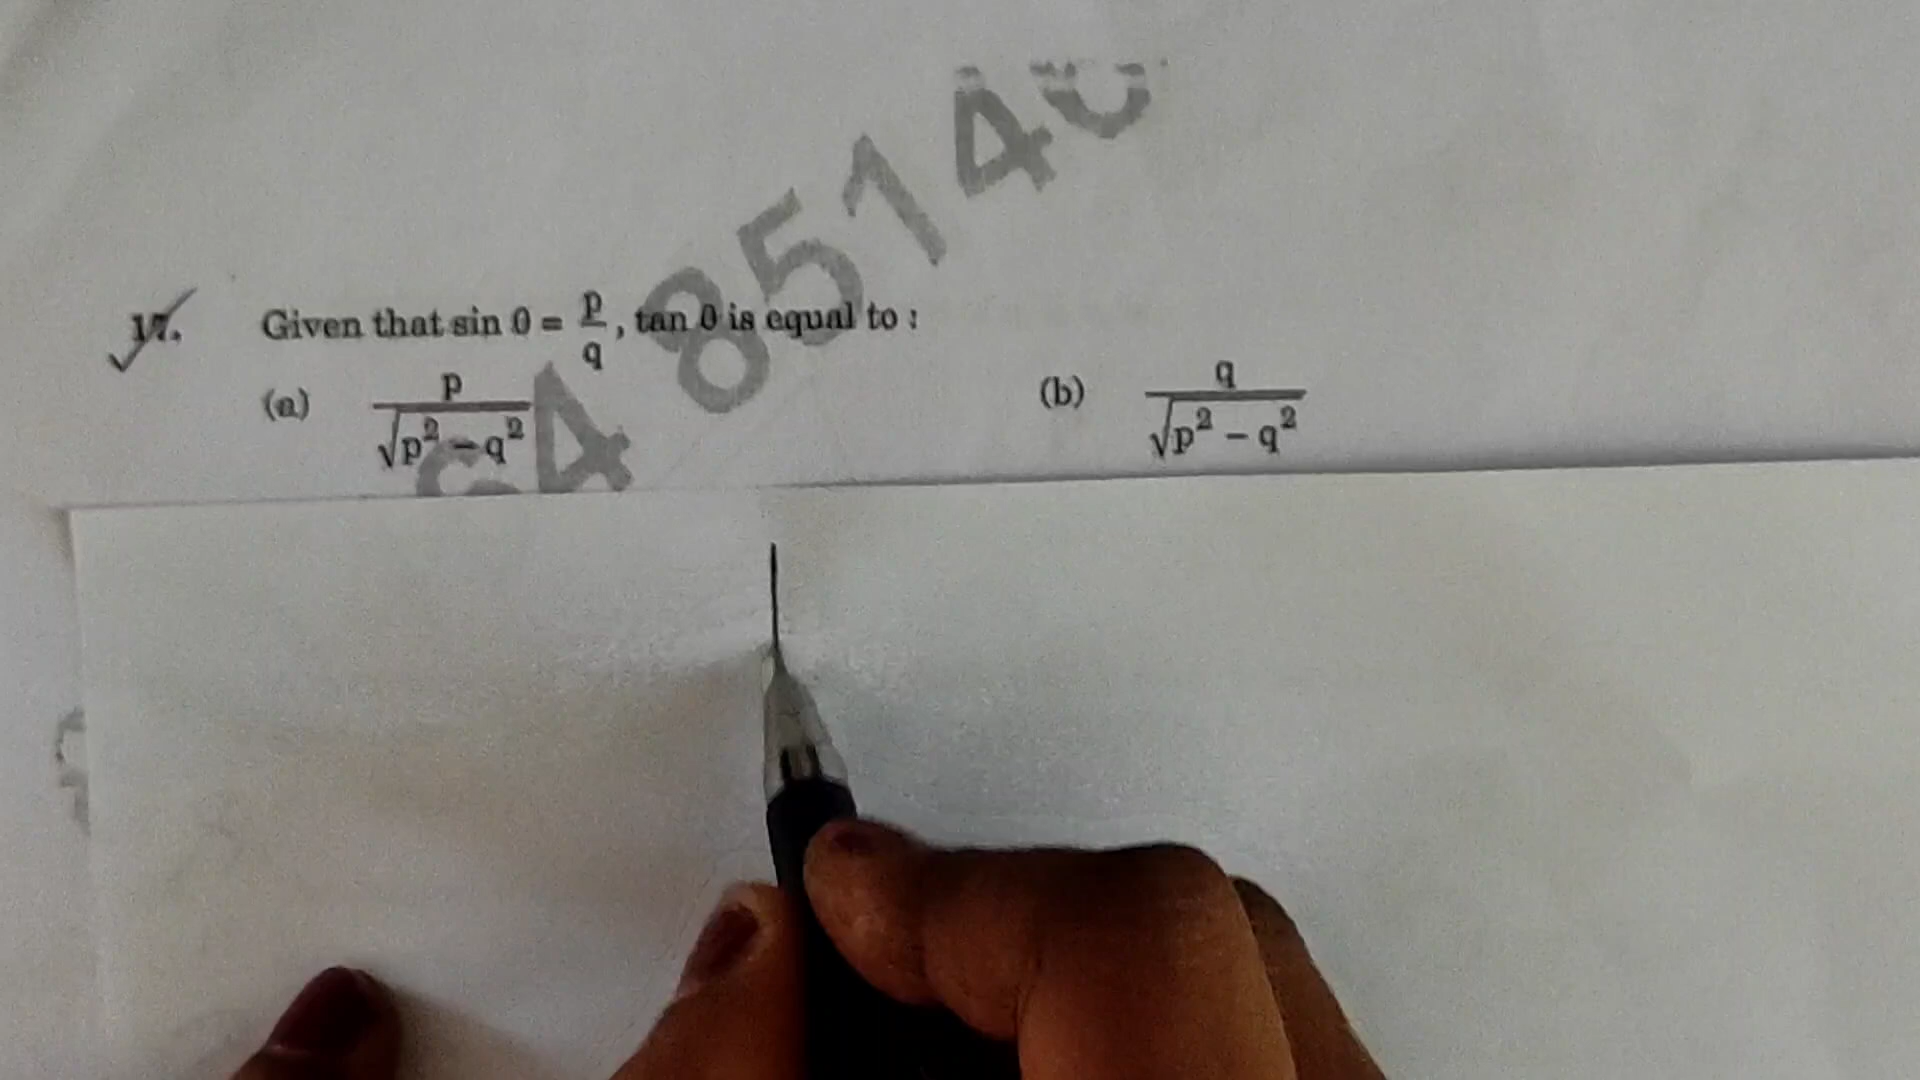 85140
64
17. Given that sin θ = p/q, tan θ is equal to :
(a) p/√(p² – q²) (b) q/√(p² – q²)